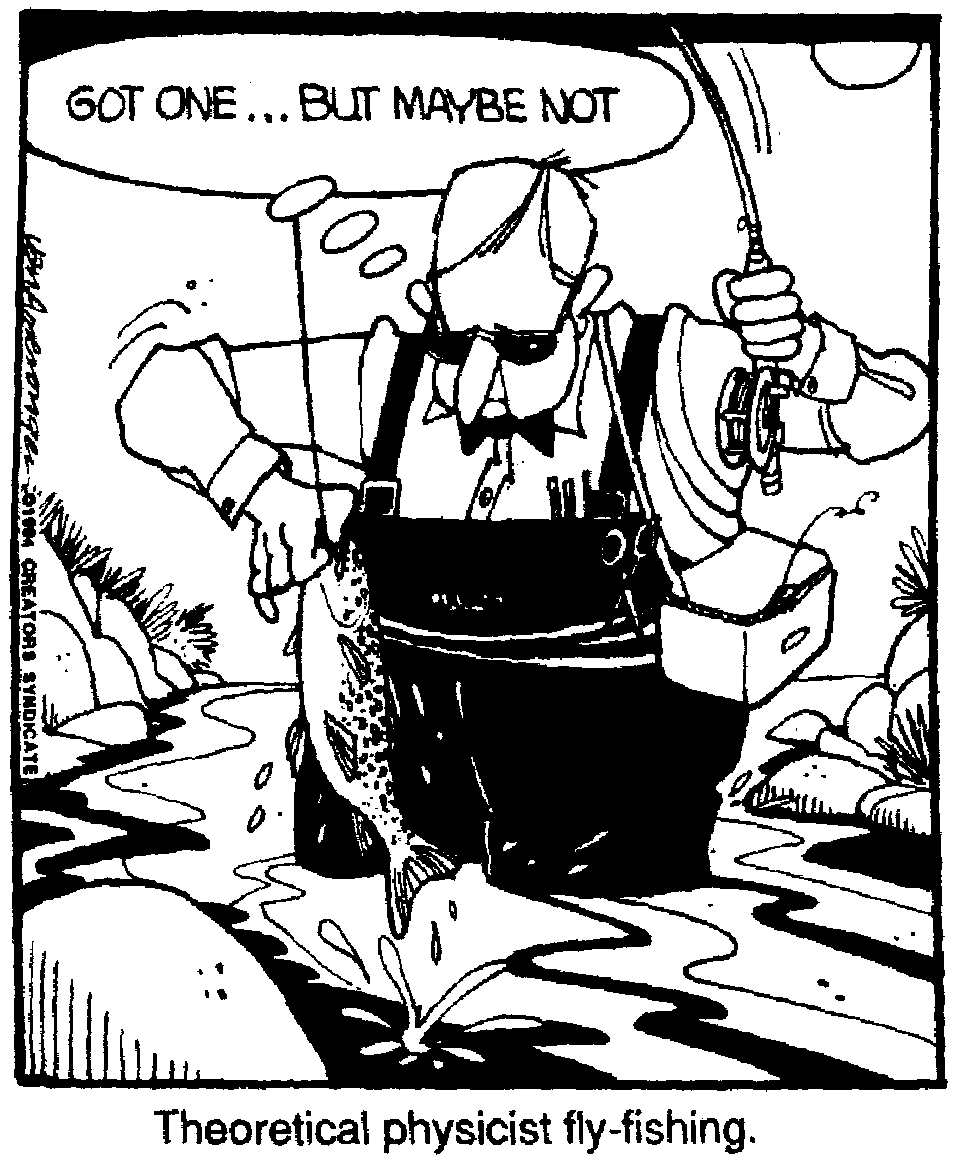 GOT ONE... BUT MAYBE NOT
©1994 CREATORS SYNDICATE
Theoretical physicist fly-fishing.